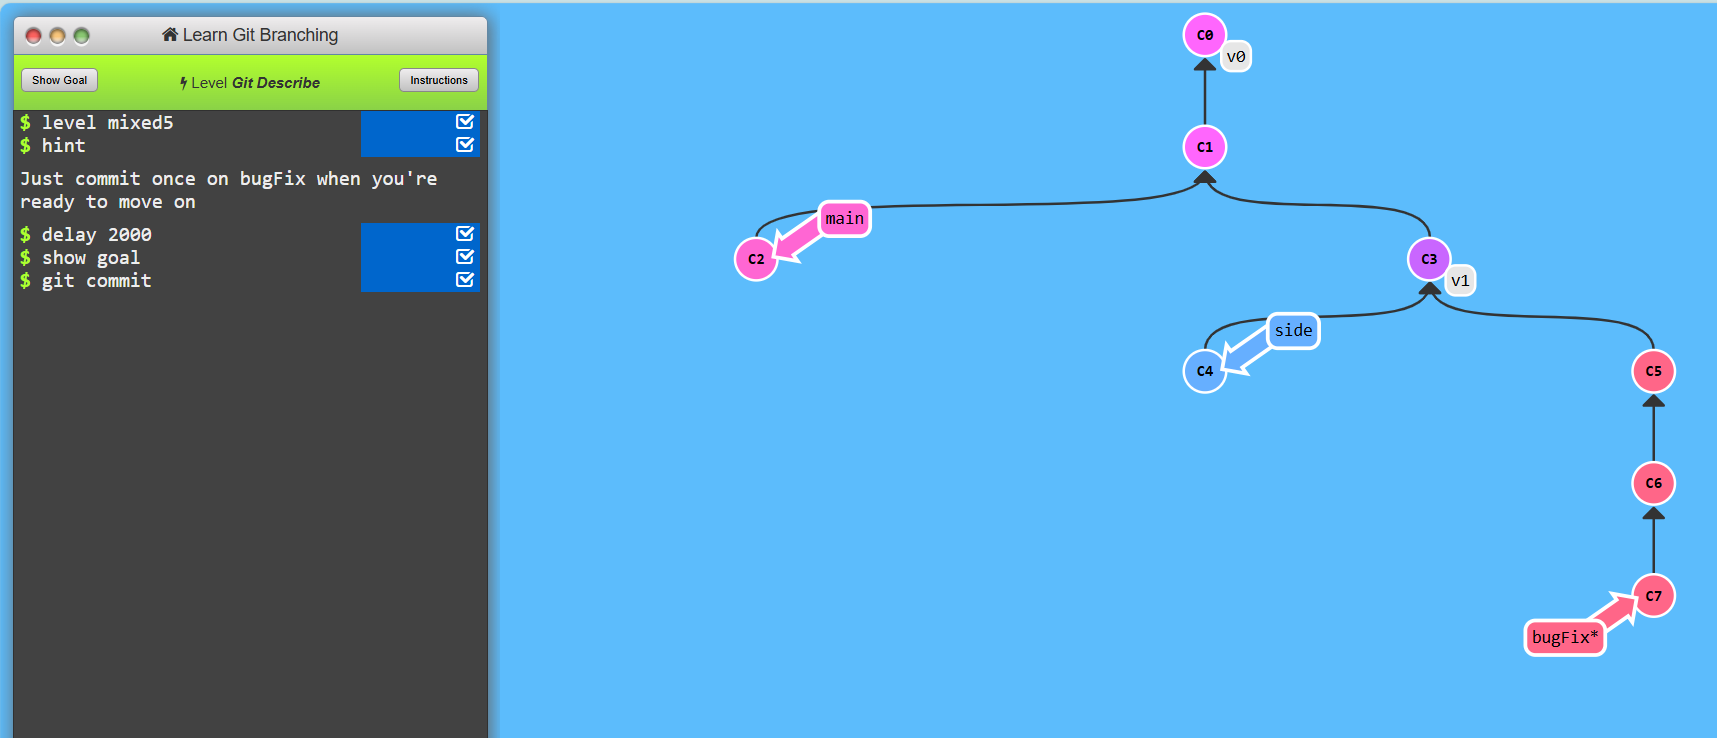 Learn Git Branching
Show Goal
Level Git Describe
Instructions
$ level mixed5
$ hint
Just commit once on bugFix when you're
ready to move on
$ delay 2000
$ show goal
$ git commit
C0
v0
C1
main
C2
C3
v1
side
C4
C5
C6
C7
bugFix*